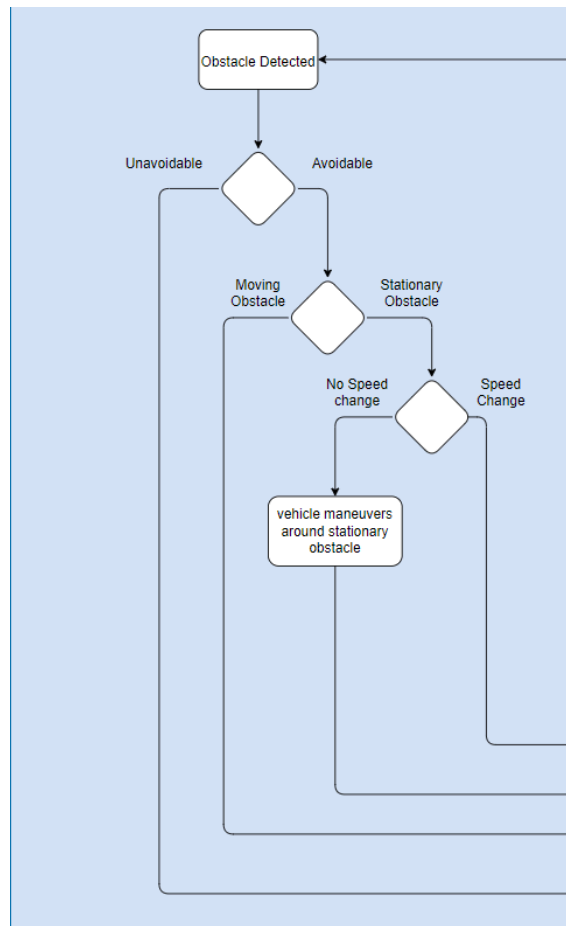 Obstacle Detected
Unavoidable
Avoidable
Moving
Obstacle
Stationary
Obstacle
No Speed
change
Speed
Change
vehicle maneuvers
around stationary
obstacle